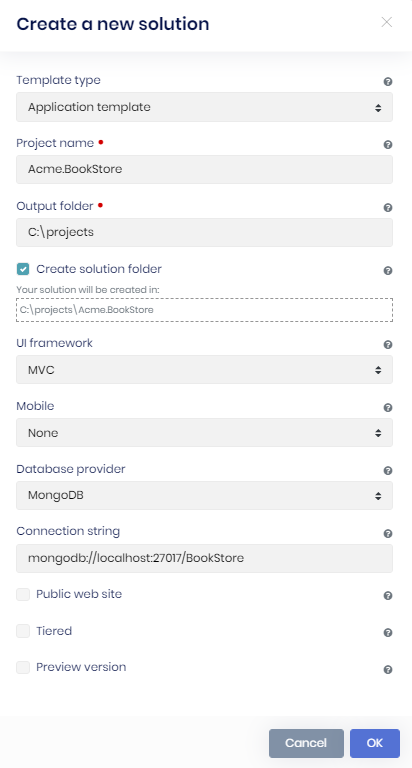 Create a new solution
Template type
Application template
Project name
Acme.BookStore
Output folder
C:\projects
Create solution folder
Your solution will be created in:
C:\projects\Acme.BookStore
UI framework
MVC
Mobile
None
Database provider
MongoDB
Connection string
mongodb://localhost:27017/BookStore
Public web site
Tiered
Preview version
Cancel OK